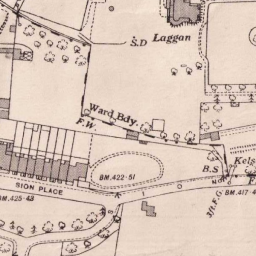 Laggan
S.D
Ward Bdy.
F.W.
B.S
Kels
SION PLACE
BM.422·51
BM.425·43
BM.417·4
S I O